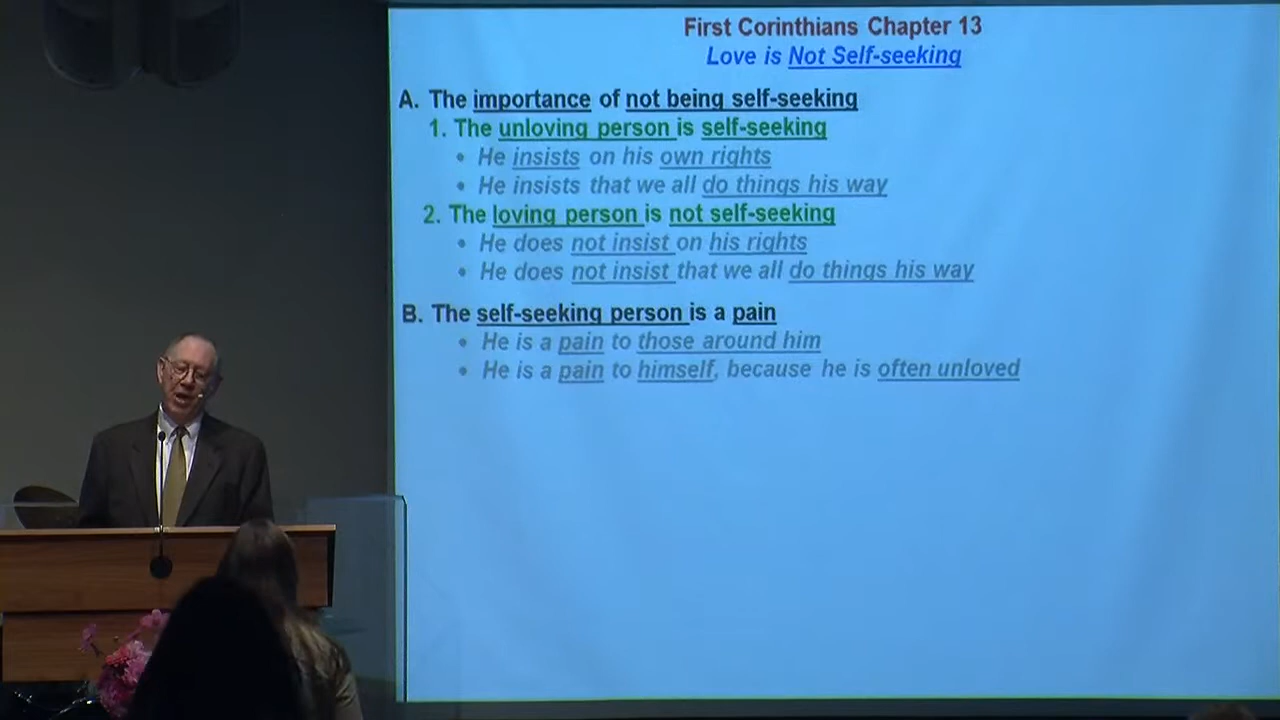 First Corinthians Chapter 13
Love is Not Self-seeking
A. The importance of not being self-seeking
1. The unloving person is self-seeking
• He insists on his own rights
• He insists that we all do things his way
2. The loving person is not self-seeking
• He does not insist on his rights
• He does not insist that we all do things his way
B. The self-seeking person is a pain
• He is a pain to those around him
• He is a pain to himself, because he is often unloved